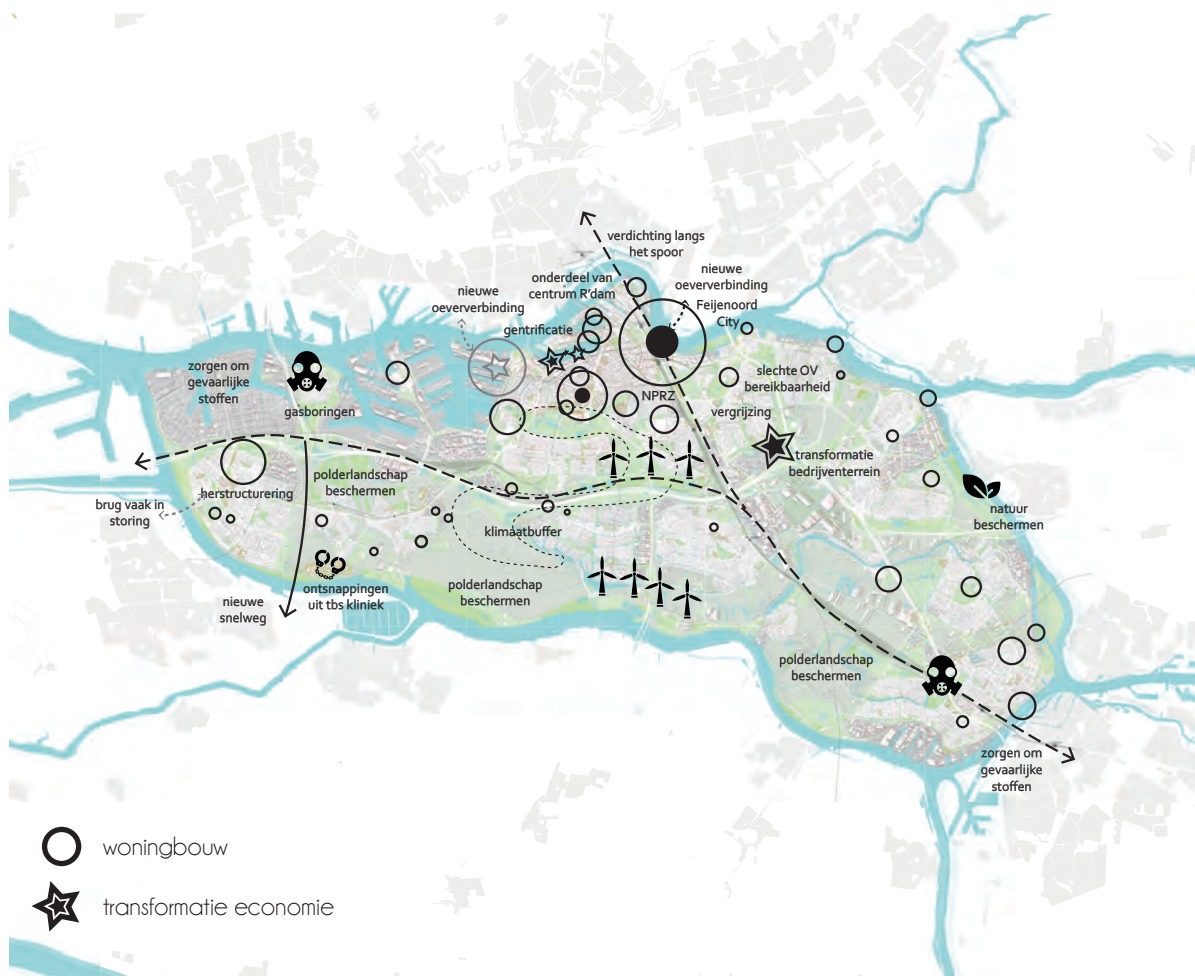 verdichting langs
het spoor
onderdeel van
centrum R'dam
nieuwe
oeververbinding
Feijenoord
City
nieuwe
oeververbinding
gentrificatie
zorgen om
gevaarlijke
stoffen
gasboringen
slechte OV
bereikbaarheid
NPRZ
vergrijzing
transformatie
bedrijventerrein
herstructurering
polderlandschap
beschermen
brug vaak in
storing
klimaatbuffer
natuur
beschermen
ontsnappingen
uit tbs kliniek
polderlandschap
beschermen
nieuwe
snelweg
polderlandschap
beschermen
zorgen om
gevaarlijke
stoffen
woningbouw
transformatie economie